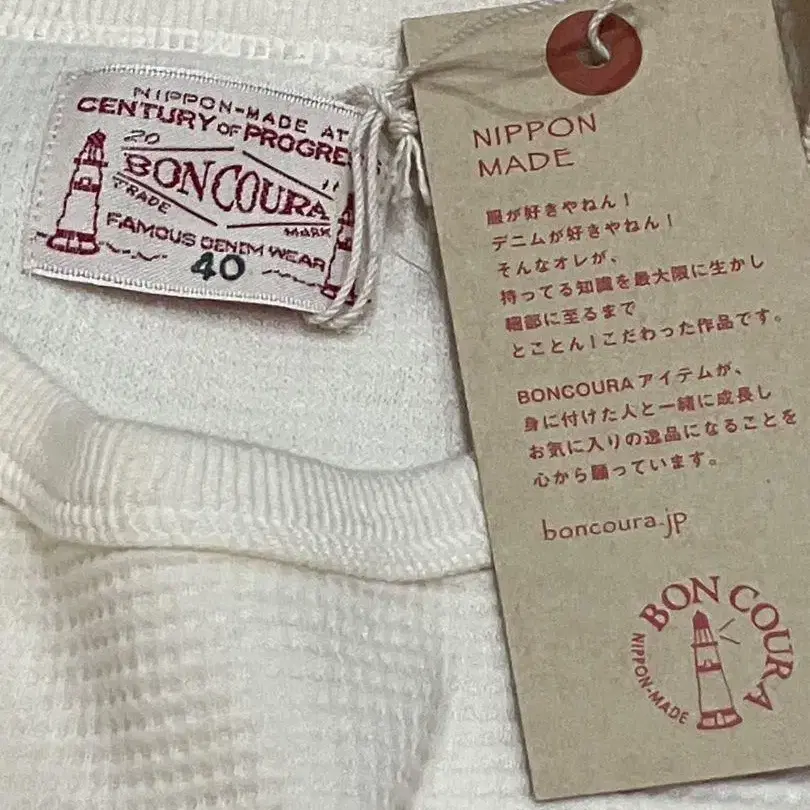 NIPPON-MADE AT
CENTURY OF PROGRES
20 11
BONCOURA
TRADE MARK
FAMOUS DENIM WEAR
40
NIPPON
MADE
服が好きやねん！
デニムが好きやねん！
そんなオレが、
持ってる知識を最大限に生かし
細部に至るまで
とことん！こだわった作品です。
BONCOURAアイテムが、
身に付けた人と一緒に成長し
お気に入りの逸品になることを
心から願っています。
boncoura.jp
BONCOURA
NIPPON-MADE